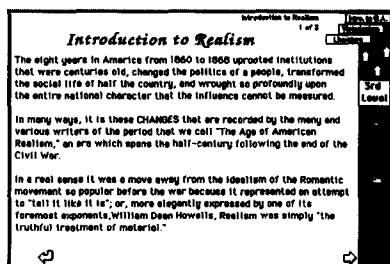 Introduction to Realism
1 of 3
Introduction to Realism
The eight years in America from 1860 to 1868 uprooted institutions
that were centuries old, changed the politics of a people, transformed
the social life of half the country, and wrought so profoundly upon
the entire national character that the influence cannot be measured.
In many ways, it is these CHANGES that are recorded by the many and
various writers of the period that we call "The Age of American
Realism," an era which spans the half-century following the end of the
Civil War.
In a real sense it was a move away from the idealism of the Romantic
movement so popular before the war because it represented an attempt
to "tell it like it is"; or, more elegantly expressed by one of its
foremost exponents,William Dean Howells, Realism was simply "the
truthful treatment of material."
3rd
Level